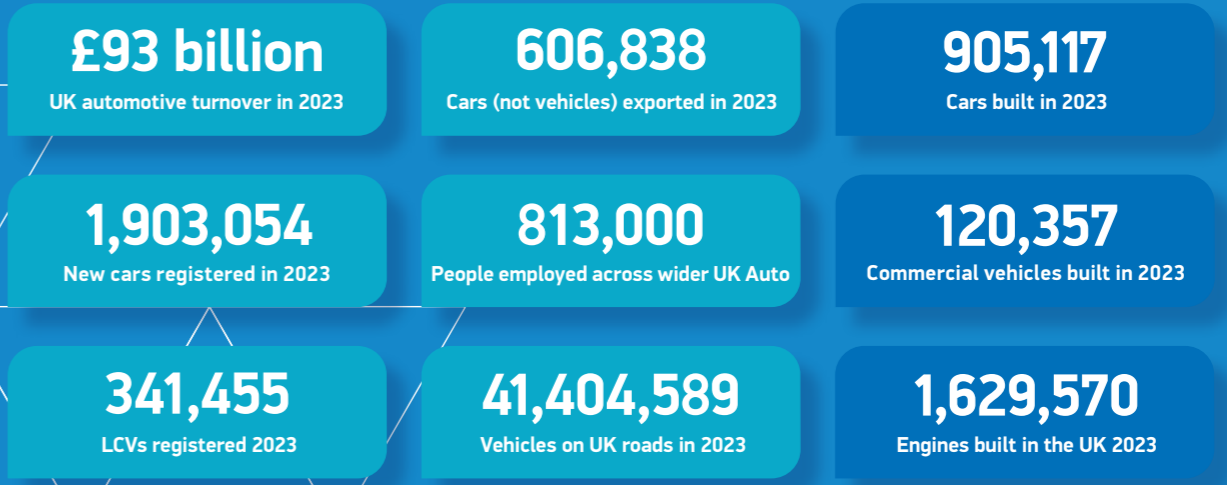 £93 billion
UK automotive turnover in 2023
606,838
Cars (not vehicles) exported in 2023
905,117
Cars built in 2023
1,903,054
New cars registered in 2023
813,000
People employed across wider UK Auto
120,357
Commercial vehicles built in 2023
341,455
LCVs registered 2023
41,404,589
Vehicles on UK roads in 2023
1,629,570
Engines built in the UK 2023